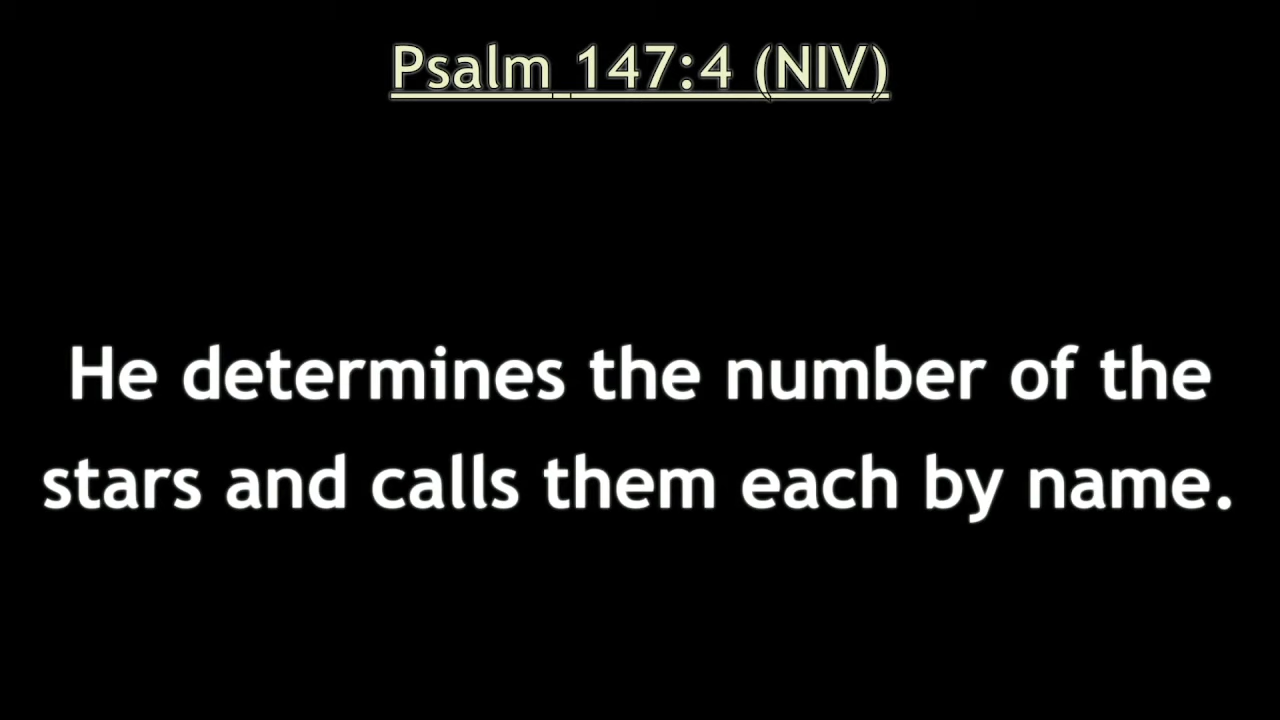 Psalm 147:4 (NIV)
He determines the number of the
stars and calls them each by name.